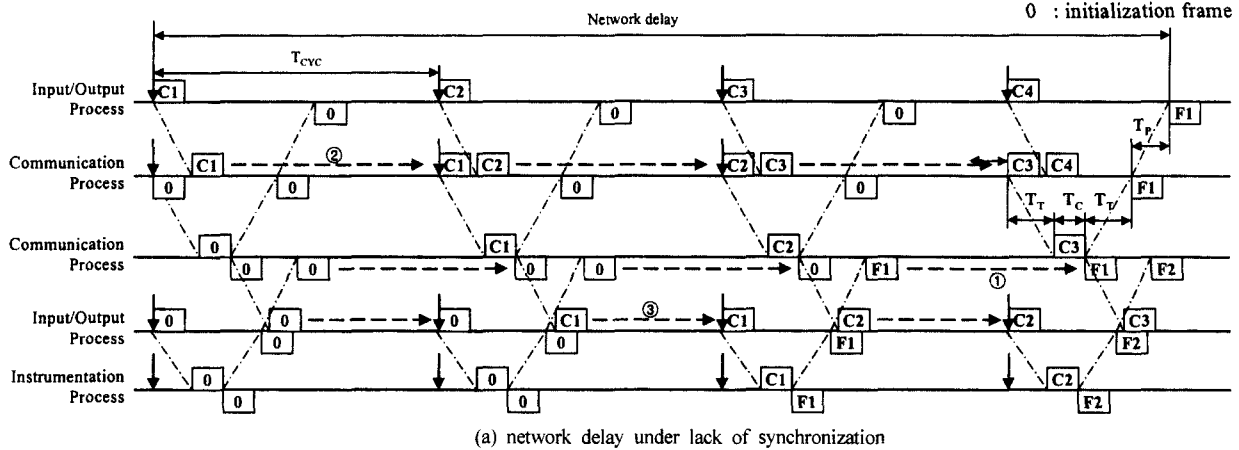 0 : initialization frame
Network delay
T_CYC
Input/Output
Process
C1
C2
C3
C4
0
0
0
F1
T_P
Communication
Process
②
C1
C1
C2
C2
C3
C3
C4
0
0
0
0
F1
T_T
T_C
T_T
Communication
Process
0
C1
C2
C3
0
0
0
0
0
F1
①
F1
F2
Input/Output
Process
0
0
0
C1
③
C1
C2
C2
C3
0
0
F1
F2
Instrumentation
Process
0
0
C1
C2
0
0
F1
F2
(a) network delay under lack of synchronization